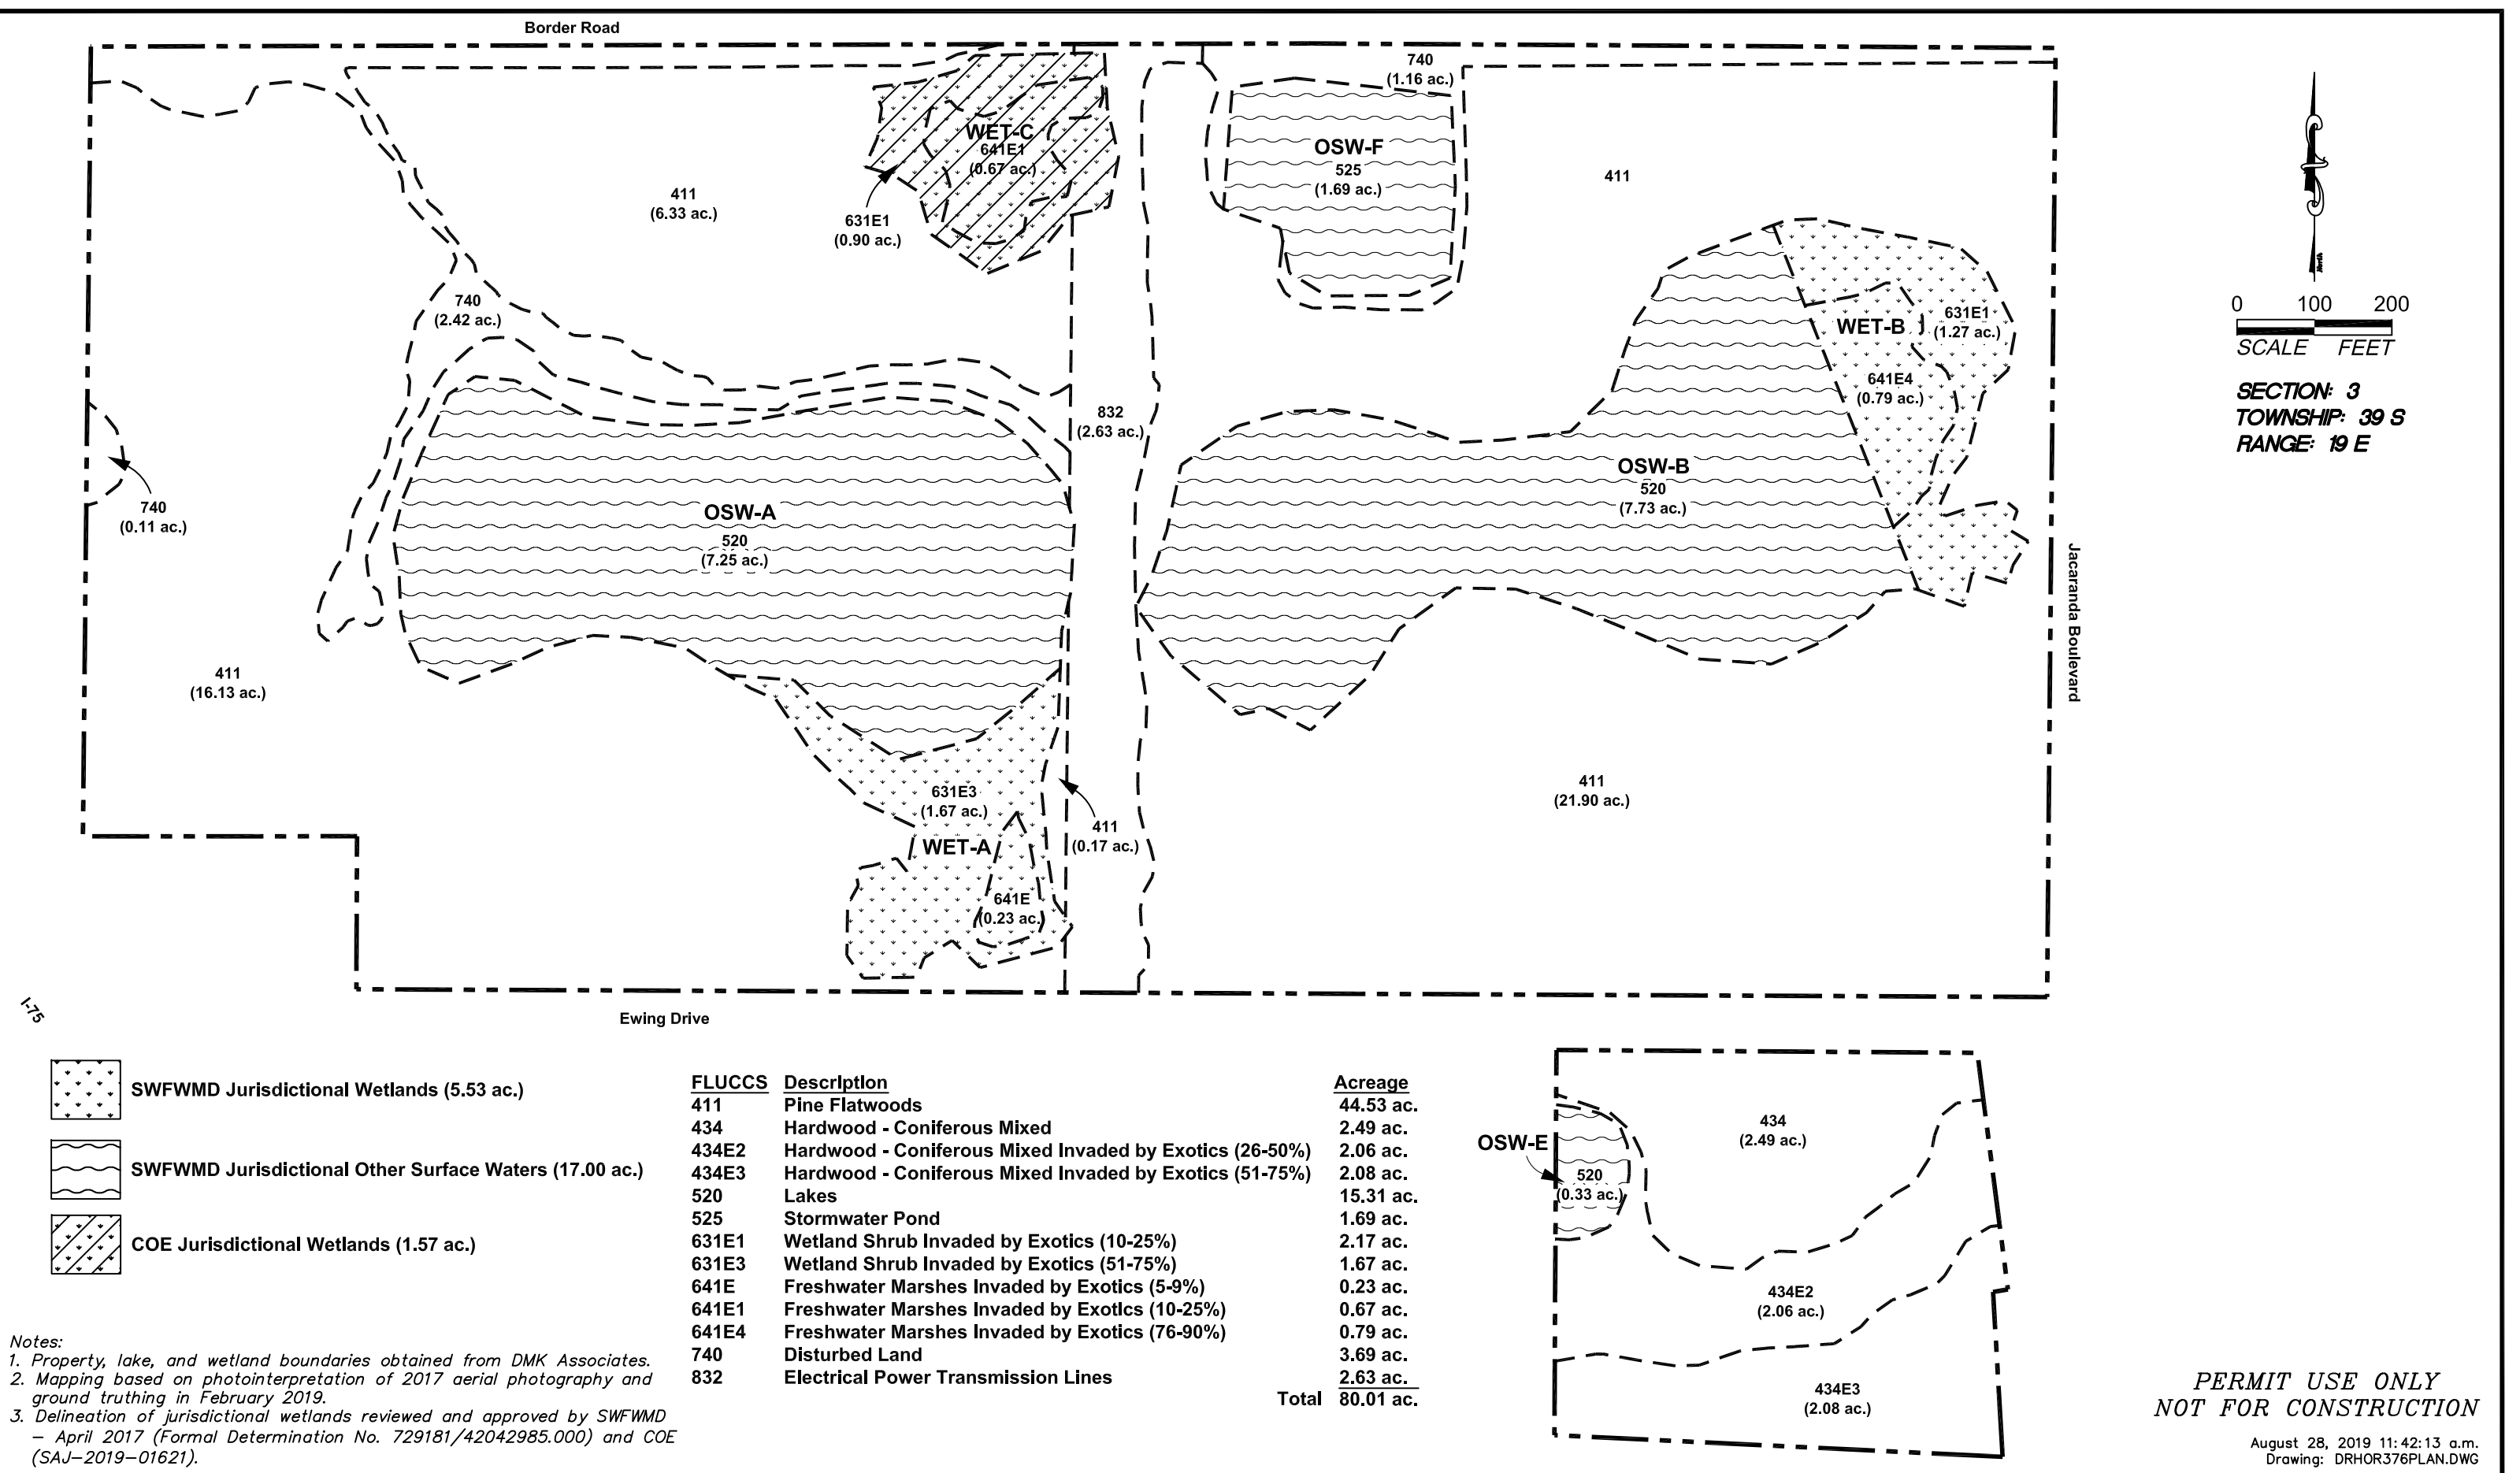 Border Road
740
(1.16 ac.)
WET-C
641E1
(0.67 ac.)
OSW-F
525
(1.69 ac.)
411
411
(6.33 ac.)
631E1
(0.90 ac.)
North
740
(2.42 ac.)
WET-B
631E1
(1.27 ac.)
641E4
(0.79 ac.)
0 100 200
SCALE FEET
SECTION: 3
TOWNSHIP: 39 S
RANGE: 19 E
832
(2.63 ac.)
OSW-B
520
(7.73 ac.)
740
(0.11 ac.)
OSW-A
520
(7.25 ac.)
Jacaranda Boulevard
411
(16.13 ac.)
631E3
(1.67 ac.)
WET-A
411
(0.17 ac.)
411
(21.90 ac.)
641E
(0.23 ac.)
I-75
Ewing Drive
SWFWMD Jurisdictional Wetlands (5.53 ac.)
SWFWMD Jurisdictional Other Surface Waters (17.00 ac.)
COE Jurisdictional Wetlands (1.57 ac.)
FLUCCS Description Acreage
411 Pine Flatwoods 44.53 ac.
434 Hardwood - Coniferous Mixed 2.49 ac.
434E2 Hardwood - Coniferous Mixed Invaded by Exotics (26-50%) 2.06 ac.
434E3 Hardwood - Coniferous Mixed Invaded by Exotics (51-75%) 2.08 ac.
520 Lakes 15.31 ac.
525 Stormwater Pond 1.69 ac.
631E1 Wetland Shrub Invaded by Exotics (10-25%) 2.17 ac.
631E3 Wetland Shrub Invaded by Exotics (51-75%) 1.67 ac.
641E Freshwater Marshes Invaded by Exotics (5-9%) 0.23 ac.
641E1 Freshwater Marshes Invaded by Exotics (10-25%) 0.67 ac.
641E4 Freshwater Marshes Invaded by Exotics (76-90%) 0.79 ac.
740 Disturbed Land 3.69 ac.
832 Electrical Power Transmission Lines 2.63 ac.
Total 80.01 ac.
OSW-E
520
(0.33 ac.)
434
(2.49 ac.)
434E2
(2.06 ac.)
434E3
(2.08 ac.)
Notes:
1. Property, lake, and wetland boundaries obtained from DMK Associates.
2. Mapping based on photointerpretation of 2017 aerial photography and
ground truthing in February 2019.
3. Delineation of jurisdictional wetlands reviewed and approved by SWFWMD
– April 2017 (Formal Determination No. 729181/42042985.000) and COE
(SAJ–2019–01621).
PERMIT USE ONLY
NOT FOR CONSTRUCTION
August 28, 2019 11:42:13 a.m.
Drawing: DRHOR376PLAN.DWG